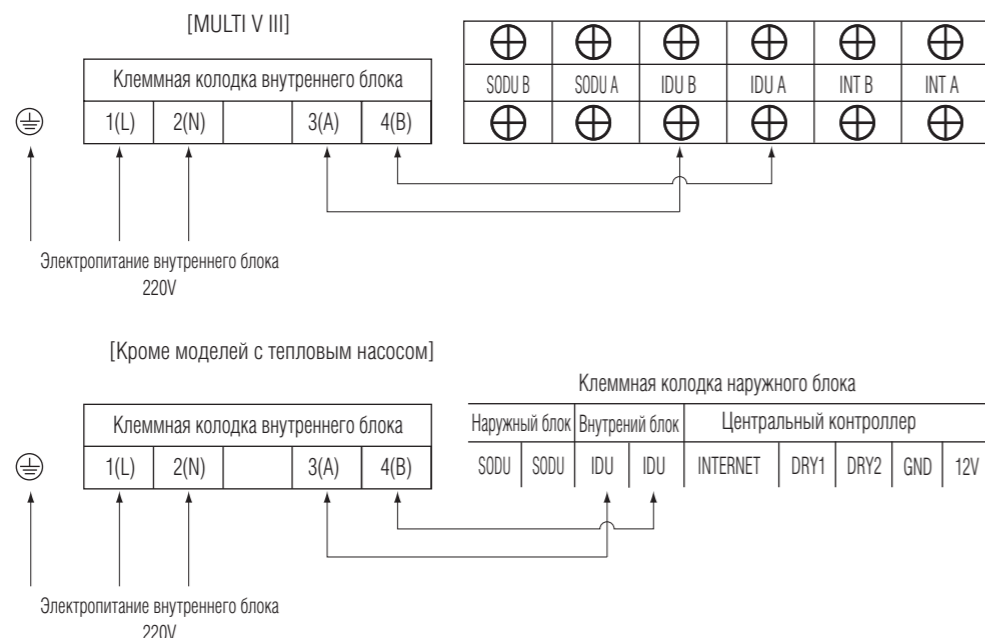 [MULTI V III]
Клеммная колодка внутреннего блока
1(L) 2(N) 3(A) 4(B)
SODU B SODU A IDU B IDU A INT B INT A
Электропитание внутреннего блока
220V
[Кроме моделей с тепловым насосом]
Клеммная колодка наружного блока
Клеммная колодка внутреннего блока
Наружный блок Внутрений блок Центральный контроллер
1(L) 2(N) 3(A) 4(B)
SODU SODU IDU IDU INTERNET DRY1 DRY2 GND 12V
Электропитание внутреннего блока
220V